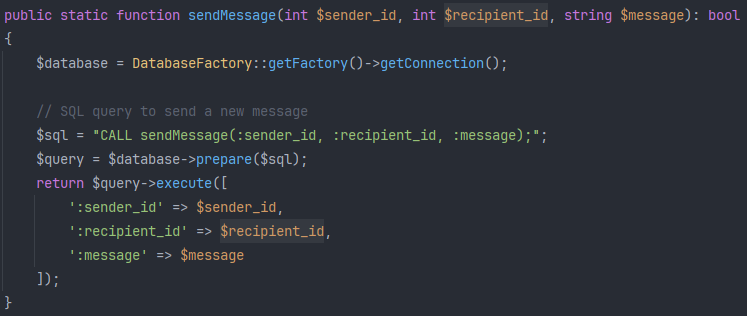 public static function sendMessage(int $sender_id, int $recipient_id, string $message): bool
{
    $database = DatabaseFactory::getFactory()->getConnection();

    // SQL query to send a new message
    $sql = "CALL sendMessage(:sender_id, :recipient_id, :message);";
    $query = $database->prepare($sql);
    return $query->execute([
        ':sender_id' => $sender_id,
        ':recipient_id' => $recipient_id,
        ':message' => $message
    ]);
}